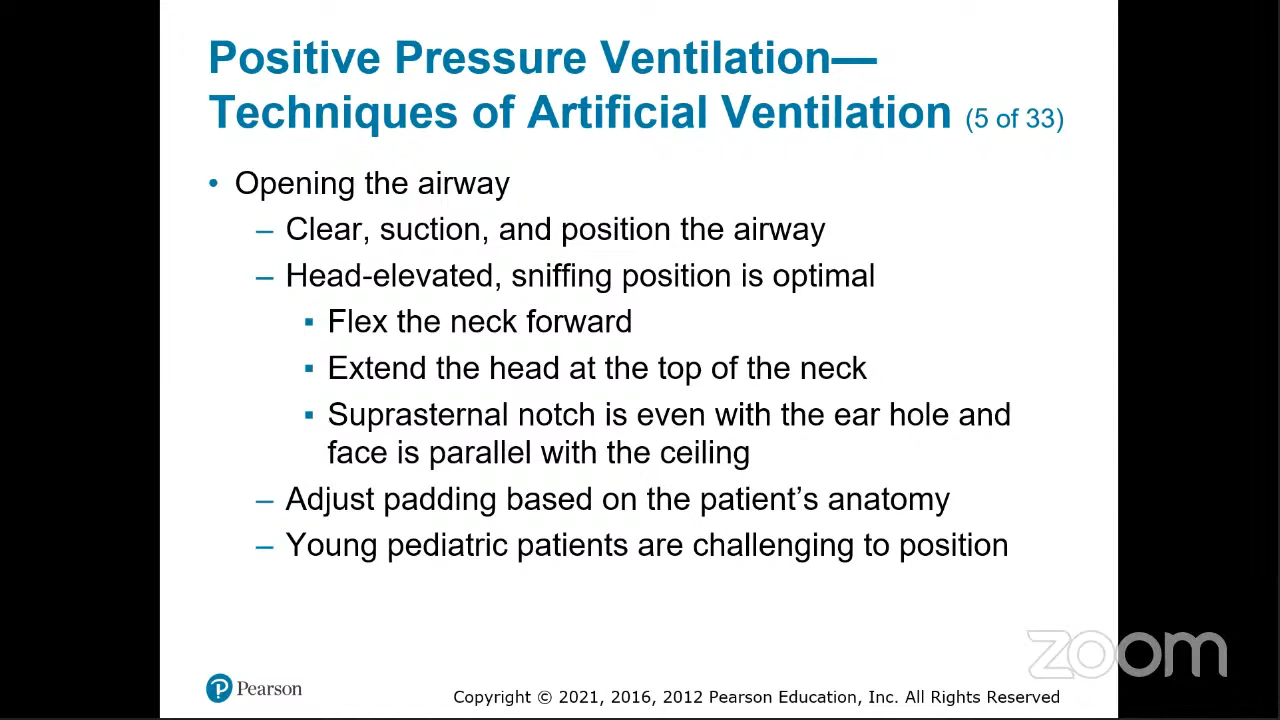 Positive Pressure Ventilation—
Techniques of Artificial Ventilation (5 of 33)
• Opening the airway
– Clear, suction, and position the airway
– Head-elevated, sniffing position is optimal
▪ Flex the neck forward
▪ Extend the head at the top of the neck
▪ Suprasternal notch is even with the ear hole and
face is parallel with the ceiling
– Adjust padding based on the patient’s anatomy
– Young pediatric patients are challenging to position
zoom
P Pearson
Copyright © 2021, 2016, 2012 Pearson Education, Inc. All Rights Reserved